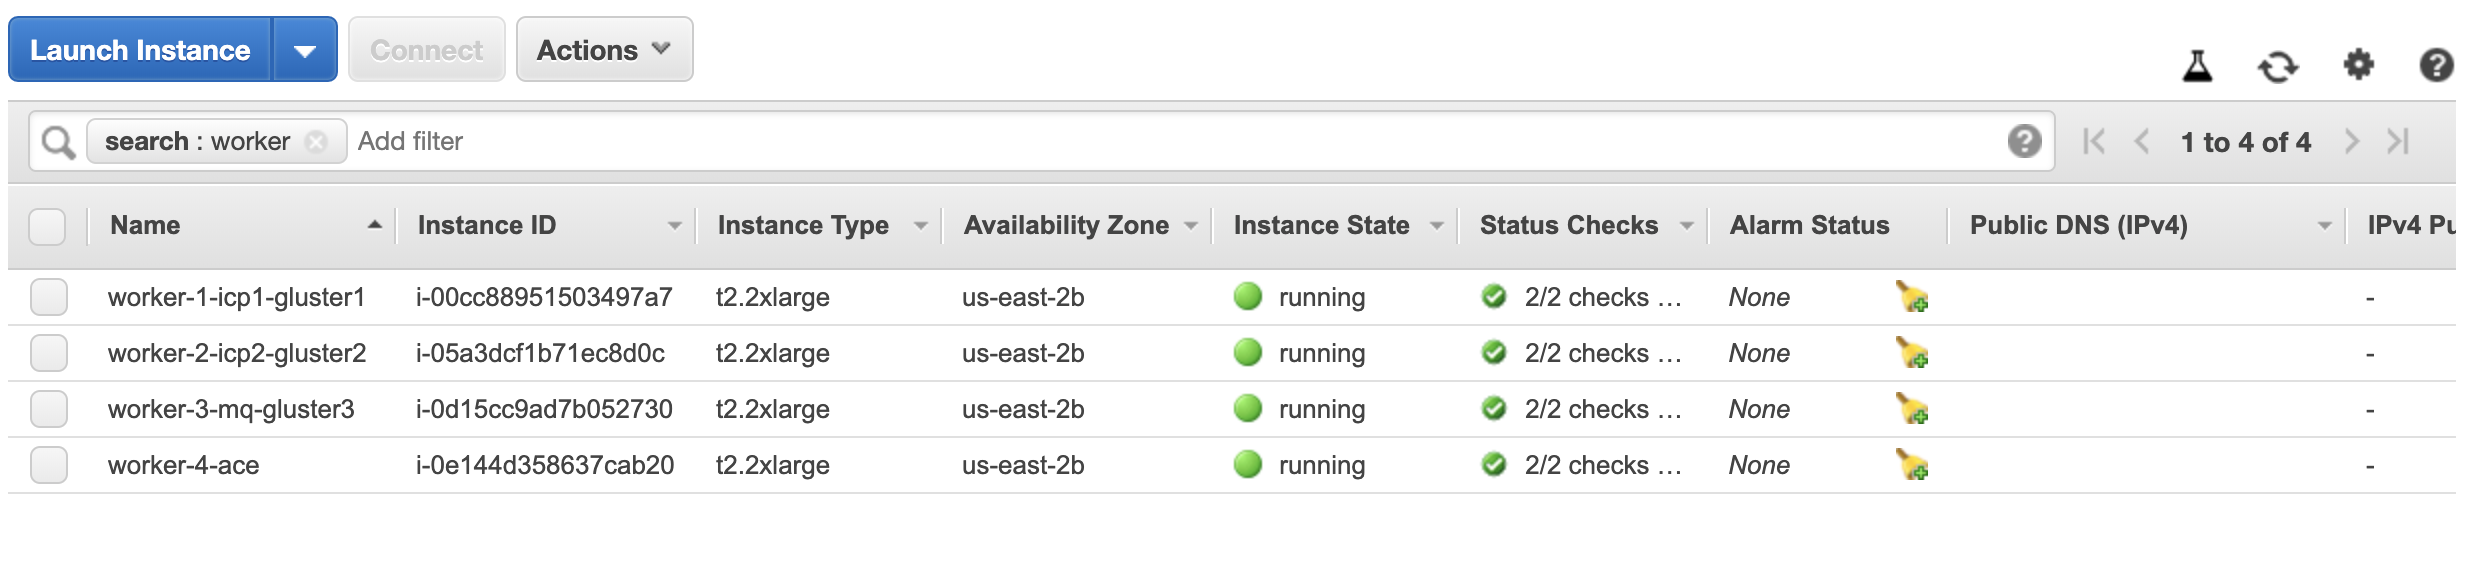 Launch Instance Connect Actions
search : worker Add filter 1 to 4 of 4
Name Instance ID Instance Type Availability Zone Instance State Status Checks Alarm Status Public DNS (IPv4) IPv4 Pu
worker-1-icp1-gluster1 i-00cc88951503497a7 t2.2xlarge us-east-2b running 2/2 checks ... None -
worker-2-icp2-gluster2 i-05a3dcf1b71ec8d0c t2.2xlarge us-east-2b running 2/2 checks ... None -
worker-3-mq-gluster3 i-0d15cc9ad7b052730 t2.2xlarge us-east-2b running 2/2 checks ... None -
worker-4-ace i-0e144d358637cab20 t2.2xlarge us-east-2b running 2/2 checks ... None -